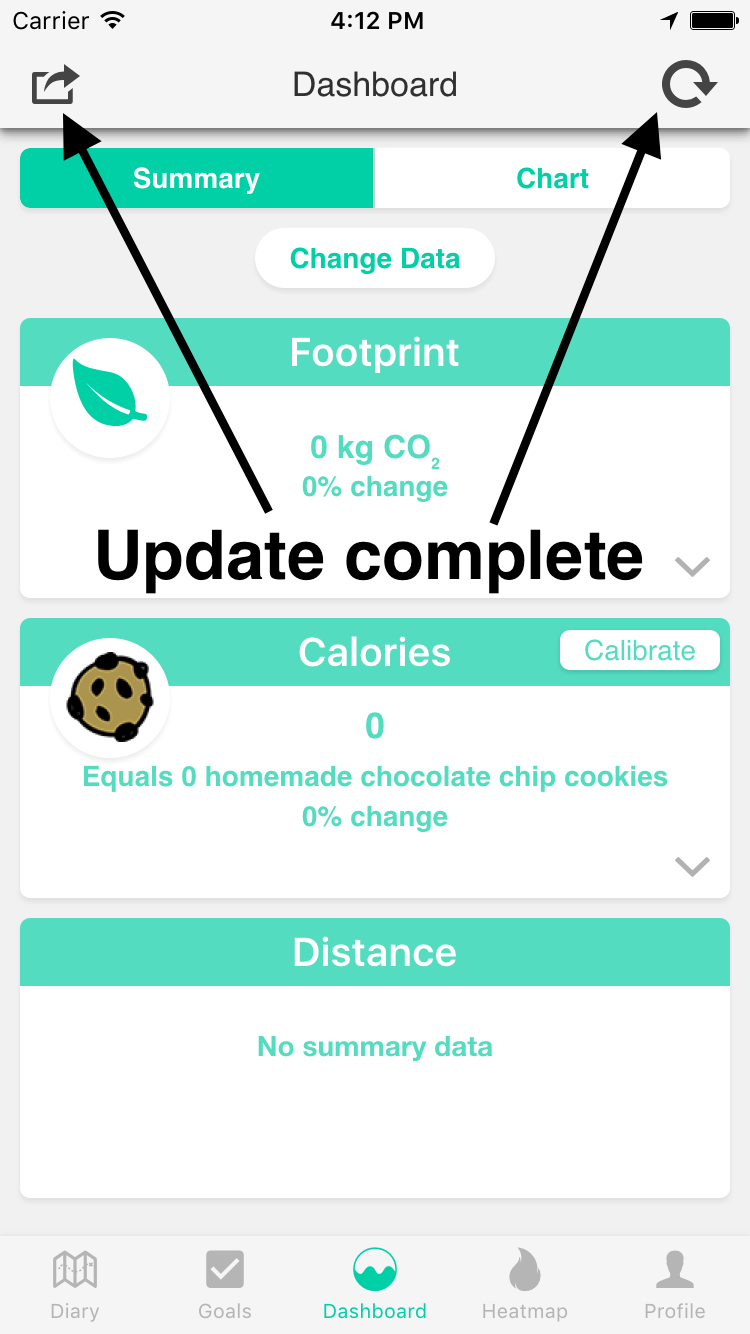 Carrier 4:12 PM
Dashboard
Summary Chart
Change Data
Footprint
0 kg CO₂
0% change
Update complete
Calories Calibrate
0
Equals 0 homemade chocolate chip cookies
0% change
Distance
No summary data
Diary Goals Dashboard Heatmap Profile